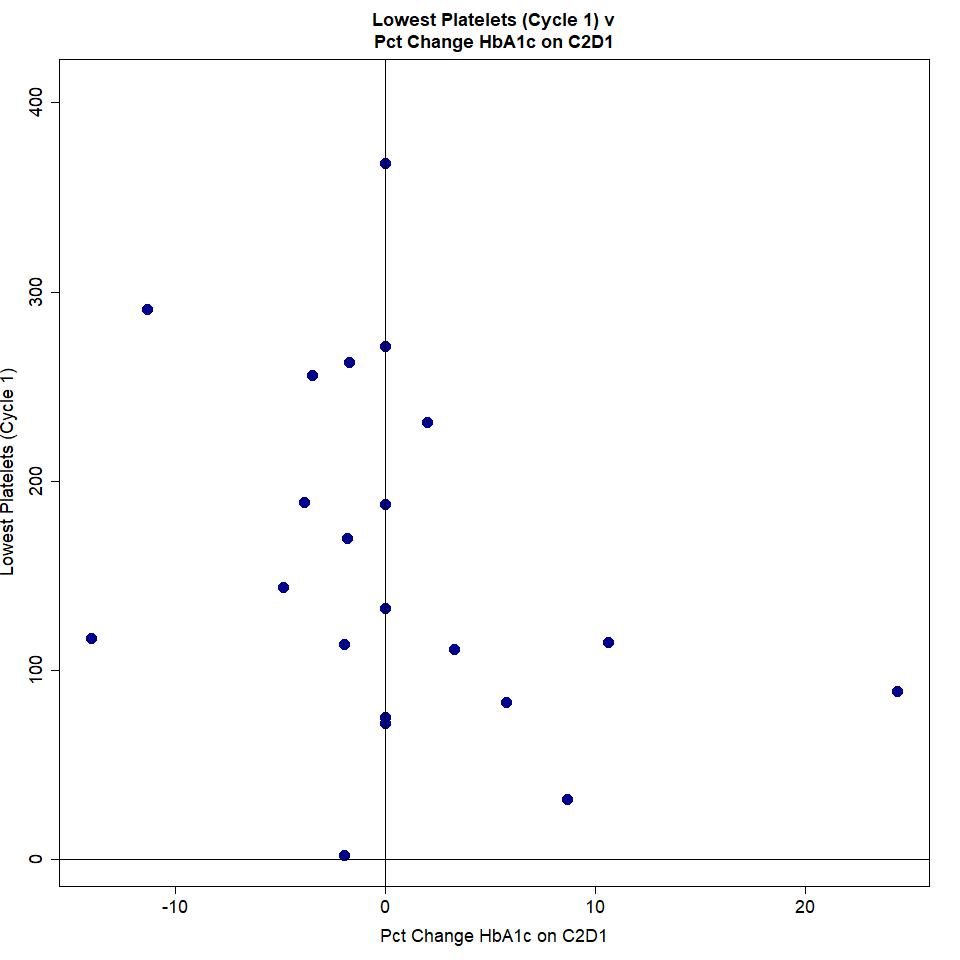 Lowest Platelets (Cycle 1) v
Pct Change HbA1c on C2D1
400
300
200
100
0
Lowest Platelets (Cycle 1)
-10
0
10
20
Pct Change HbA1c on C2D1